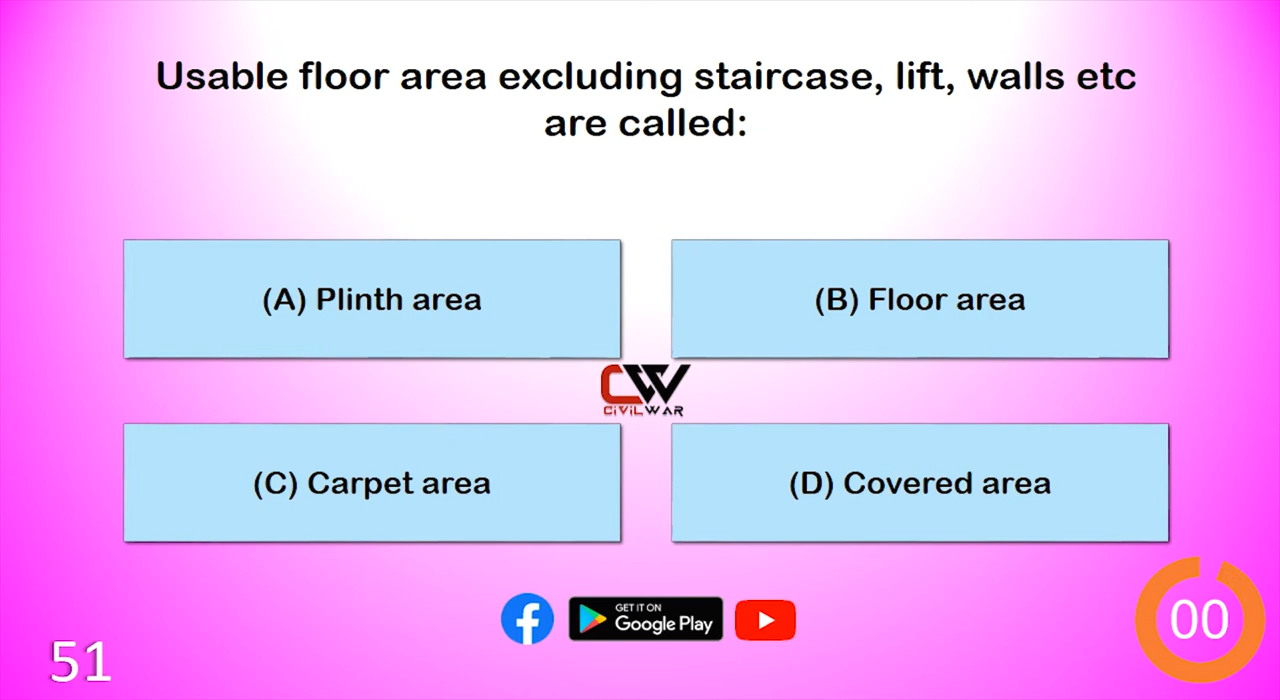 Usable floor area excluding staircase, lift, walls etc
are called:
(A) Plinth area
(B) Floor area
CW
CIVILWAR
(C) Carpet area
(D) Covered area
GET IT ON
Google Play
51
00